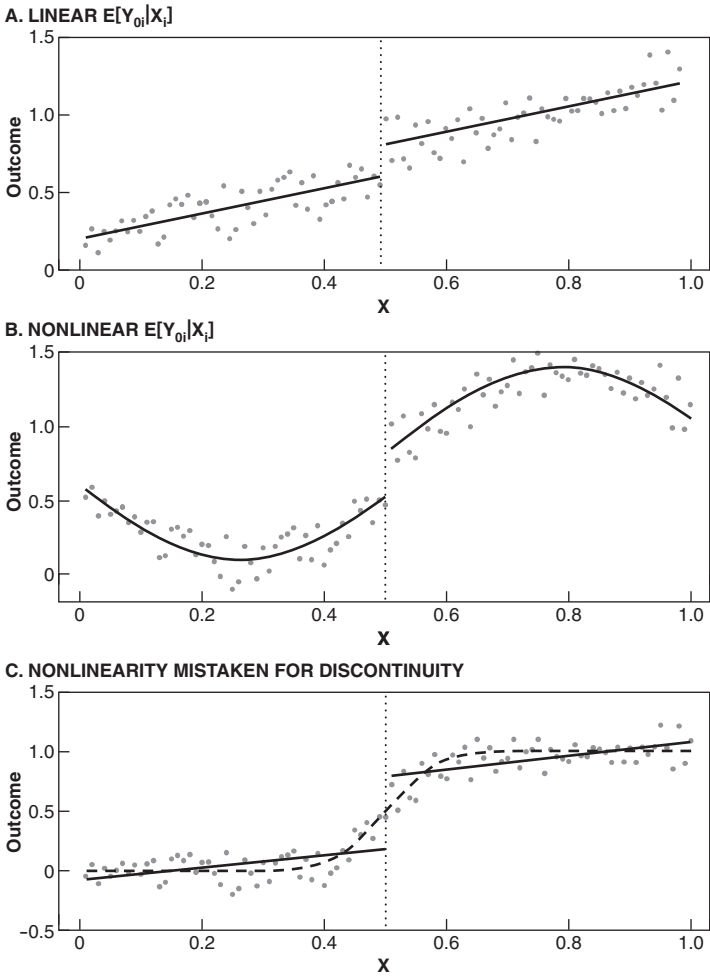 A. LINEAR E[Y₀ᵢ|Xᵢ]
1.5
1.0
0.5
0
Outcome
0 0.2 0.4 0.6 0.8 1.0
X
B. NONLINEAR E[Y₀ᵢ|Xᵢ]
1.5
1.0
0.5
0
Outcome
0 0.2 0.4 0.6 0.8 1.0
X
C. NONLINEARITY MISTAKEN FOR DISCONTINUITY
1.5
1.0
0.5
0
-0.5
Outcome
0 0.2 0.4 0.6 0.8 1.0
X